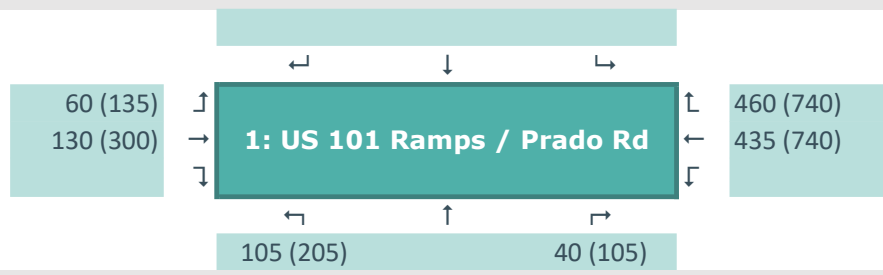 60 (135)
130 (300)
1: US 101 Ramps / Prado Rd
460 (740)
435 (740)
105 (205) 40 (105)